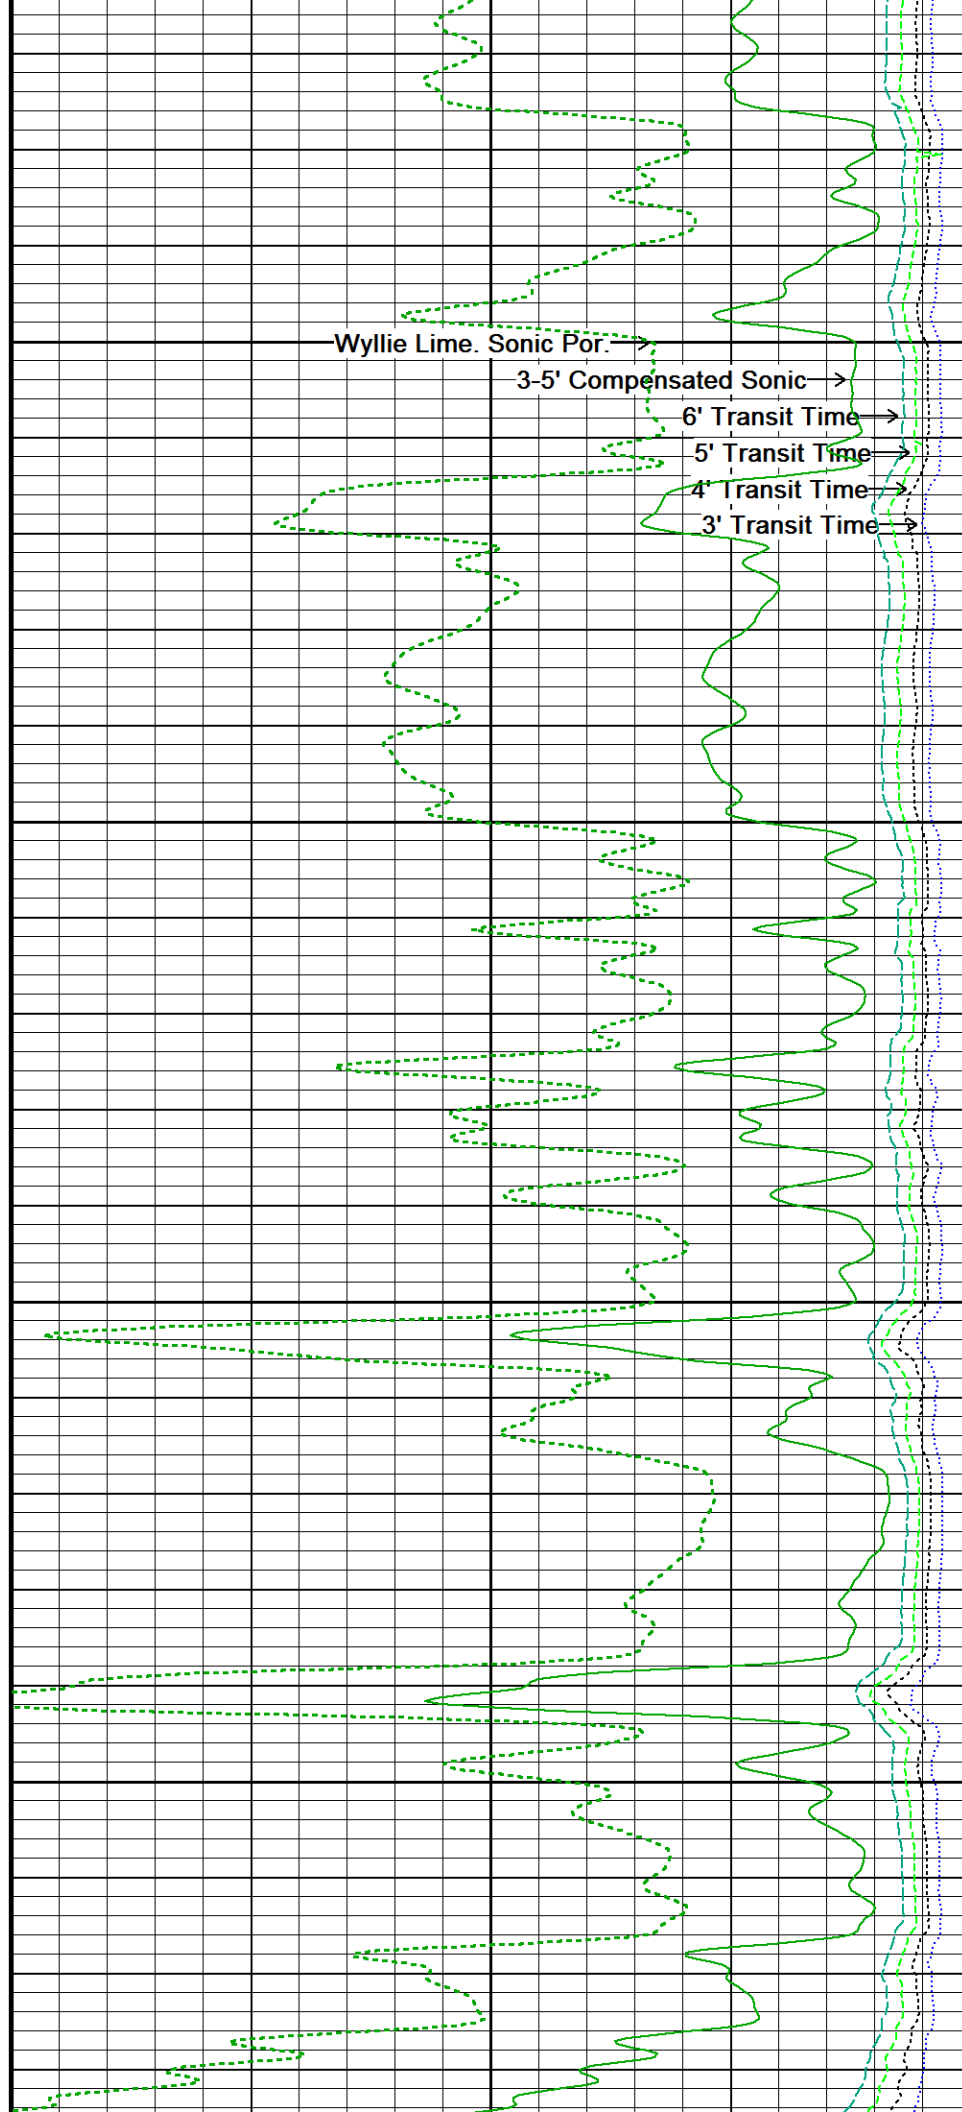 Wyllie Lime. Sonic Por.
3-5' Compensated Sonic
6' Transit Time
5' Transit Time
4' Transit Time
3' Transit Time